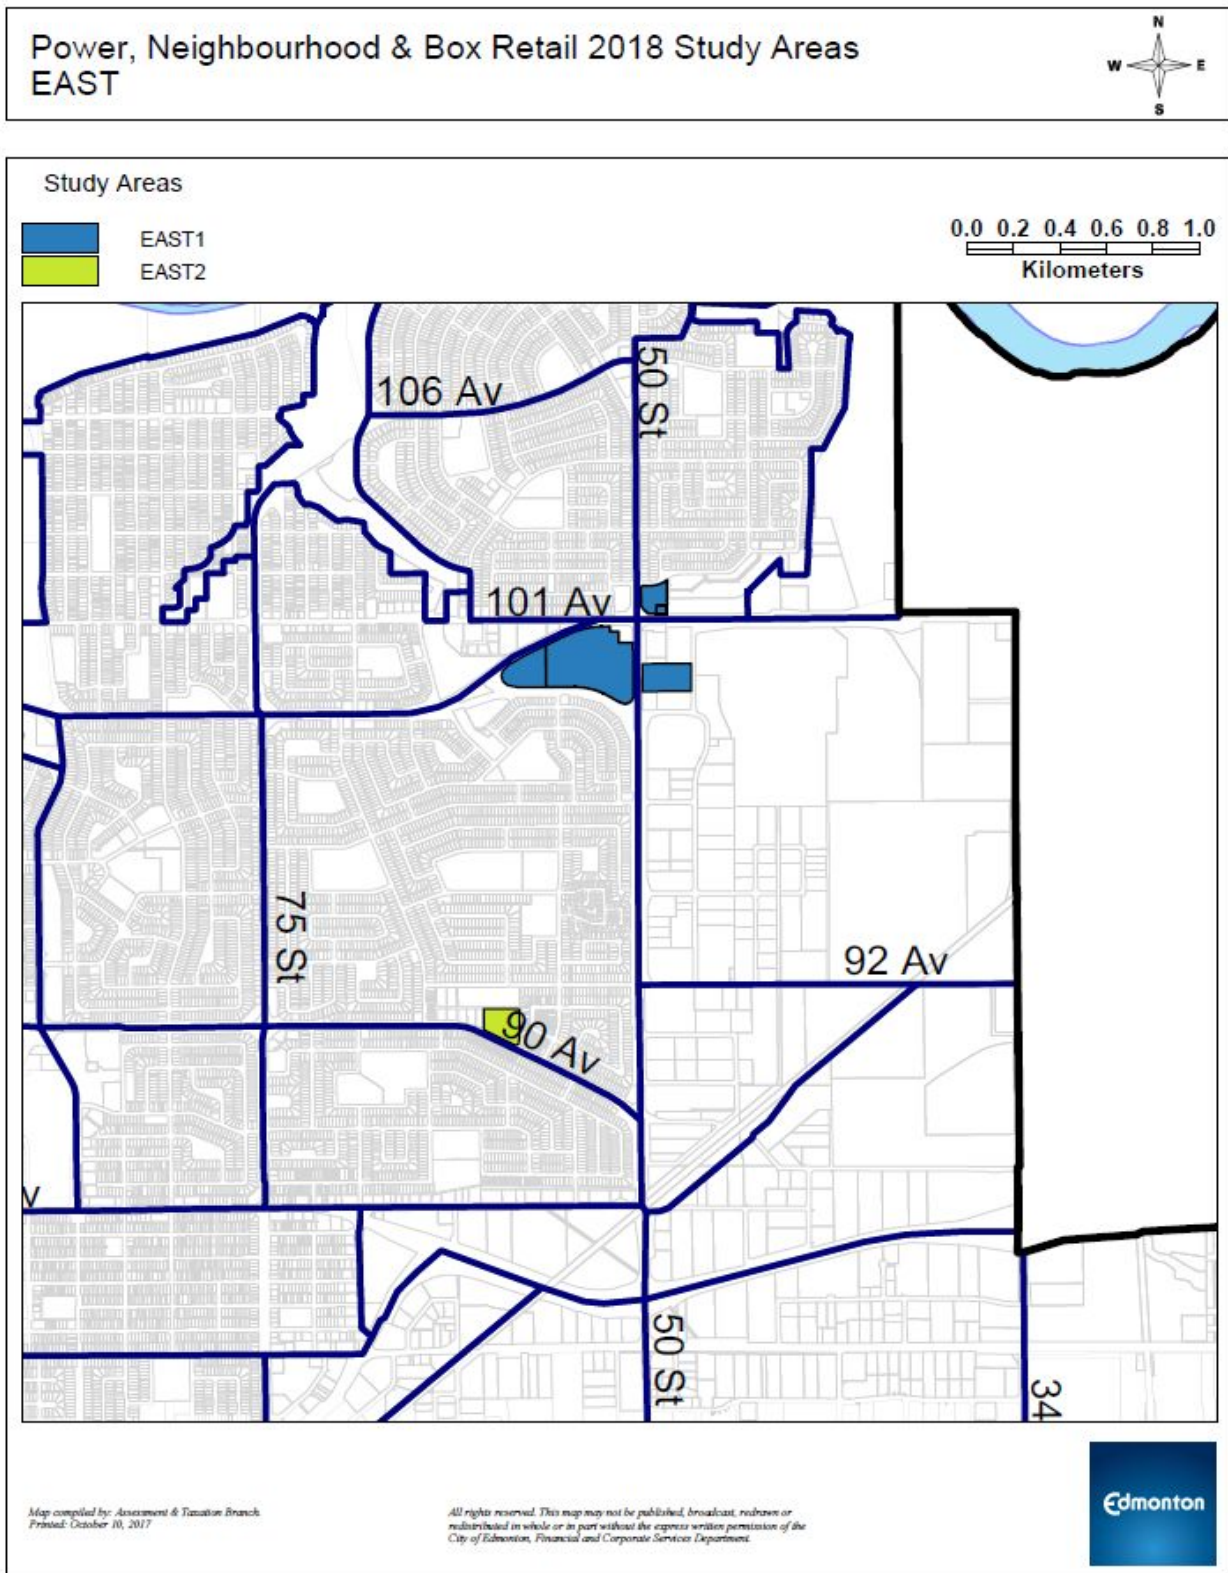 Power, Neighbourhood & Box Retail 2018 Study Areas
EAST
N
W E
S
Study Areas
EAST1
EAST2
0.0 0.2 0.4 0.6 0.8 1.0
Kilometers
106 Av
50 St
101 Av
75 St
92 Av
90 Av
v
50 St
34
Map compiled by: Assessment & Taxation Branch
Printed: October 10, 2017
All rights reserved. This map may not be published, broadcast, redrawn or
redistributed in whole or in part without the express written permission of the
City of Edmonton, Financial and Corporate Services Department.
Edmonton